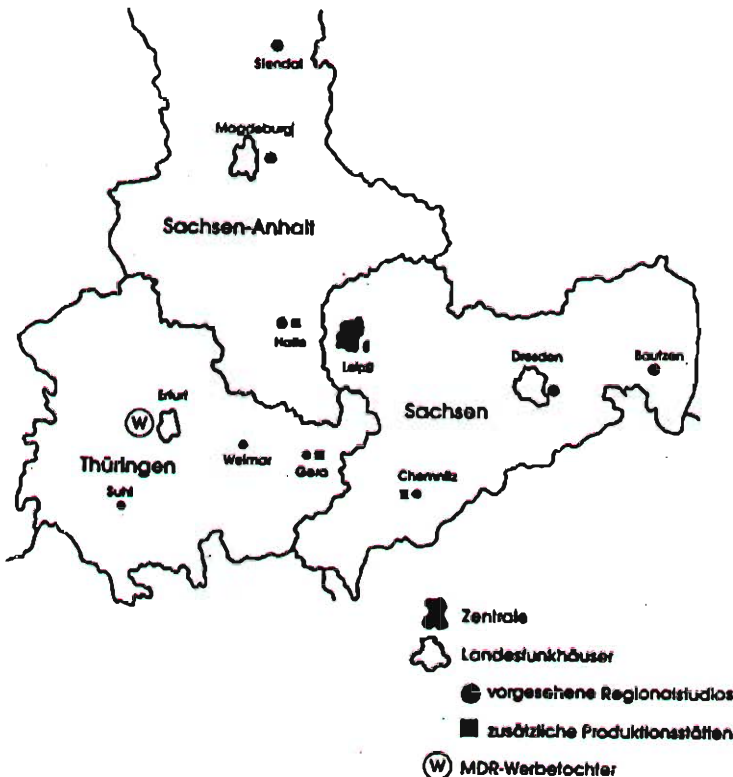 Stendal
Magdeburg
Sachsen-Anhalt
Halle
Leipzig
Dresden
Bautzen
Erfurt
Sachsen
W
Thüringen
Weimar
Gera
Chemnitz
Suhl
Zentrale
Landesfunkhäuser
vorgesehene Regionalstudios
zusätzliche Produktionsstätten
W MDR-Werbetochter